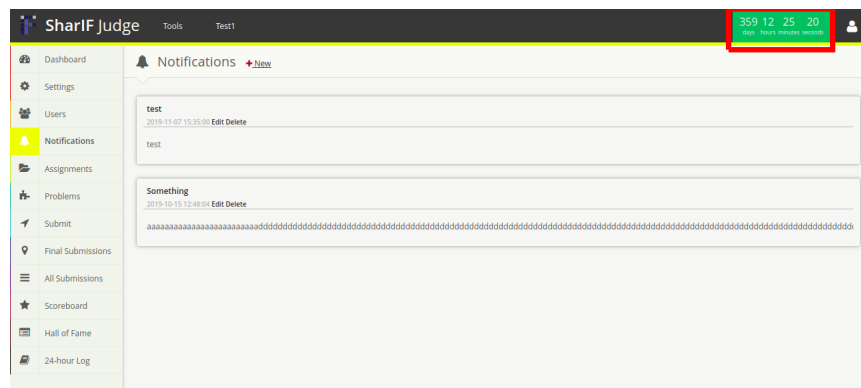 SharIF Judge Tools Test1 359 12 25 20
days hours minutes seconds
Dashboard
Notifications +New
Settings
Users
test
2019-11-07 15:35:00 Edit Delete
Notifications
test
Assignments
Problems
Something
2019-10-15 12:48:04 Edit Delete
Submit
Final Submissions
All Submissions
Scoreboard
Hall of Fame
24-hour Log